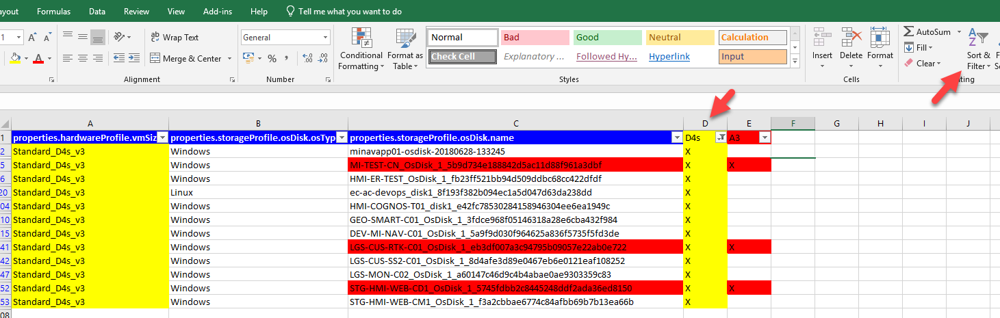 ayout Formulas Data Review View Add-ins Help Tell me what you want to do
1 A A Wrap Text General Normal Bad Good Neutral Calculation AutoSum
A Merge & Center % , .00 Conditional Formatting Format as Table Check Cell Explanatory ... Followed Hy... Hyperlink Input Insert Delete Format Fill Clear Sort & Filter
Alignment Number Styles Cells ting
A B C D E F G H I J
1 properties.hardwareProfile.vmSiz properties.storageProfile.osDisk.osTyp properties.storageProfile.osDisk.name D4s A3
2 Standard_D4s_v3 Windows minavapp01-osdisk-20180628-133245 X
5 Standard_D4s_v3 Windows MI-TEST-CN_OsDisk_1_5b9d734e188842d5ac11d88f961a3dbf X X
6 Standard_D4s_v3 Windows HMI-ER-TEST_OsDisk_1_fb23ff521bb94d509ddbc68cc422dfdf X
20 Standard_D4s_v3 Linux ec-ac-devops_disk1_8f193f382b094ec1a5d047d63da238dd X
04 Standard_D4s_v3 Windows HMI-COGNOS-T01_disk1_e42fc78530284158946304ee6ea1949c X
10 Standard_D4s_v3 Windows GEO-SMART-C01_OsDisk_1_3fdce968f05146318a28e6cba432f984 X
15 Standard_D4s_v3 Windows DEV-MI-NAV-C01_OsDisk_1_5a9f9d030f964625a836f5735f5fd3de X
41 Standard_D4s_v3 Windows LGS-CUS-RTK-C01_OsDisk_1_eb3df007a3c94795b09057e22ab0e722 X X
42 Standard_D4s_v3 Windows LGS-CUS-SS2-C01_OsDisk_1_8d4afe3d89e0467eb6e0121eaf108252 X
47 Standard_D4s_v3 Windows LGS-MON-C02_OsDisk_1_a60147c46d9c4b4abae0ae9303359c83 X
52 Standard_D4s_v3 Windows STG-HMI-WEB-CD1_OsDisk_1_5745fdbb2c8445248ddf2ada36ed8150 X X
53 Standard_D4s_v3 Windows STG-HMI-WEB-CM1_OsDisk_1_f3a2cbbae6774c84afbb69b7b13ea66b X
08